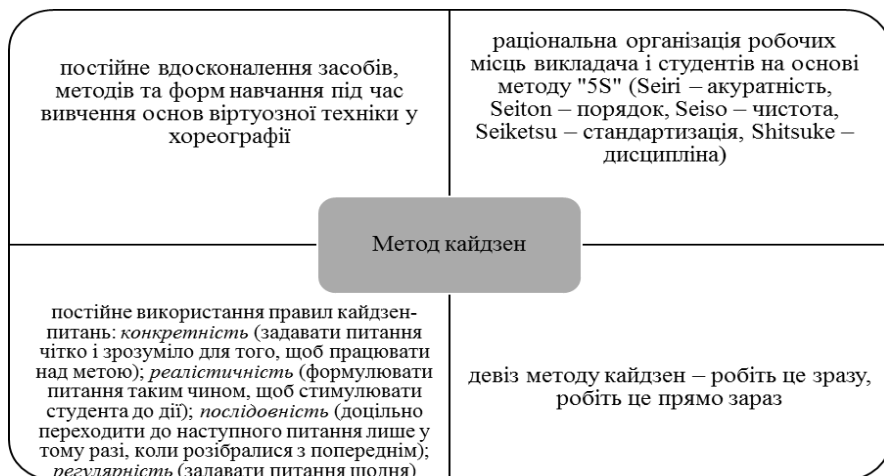 постійне вдосконалення засобів,
методів та форм навчання під час
вивчення основ віртуозної техніки у
хореографії
раціональна організація робочих
місць викладача і студентів на основі
методу "5S" (Seiri – акуратність,
Seiton – порядок, Seiso – чистота,
Seiketsu – стандартизація, Shitsuke –
дисципліна)
Метод кайдзен
постійне використання правил кайдзен-
питань: конкретність (задавати питання
чітко і зрозуміло для того, щоб працювати
над метою); реалістичність (формулювати
питання таким чином, щоб стимулювати
студента до дії); послідовність (доцільно
переходити до наступного питання лише у
тому разі, коли розібралися з попереднім);
регулярність (задавати питання щодня)
девіз методу кайдзен – робіть це зразу,
робіть це прямо зараз